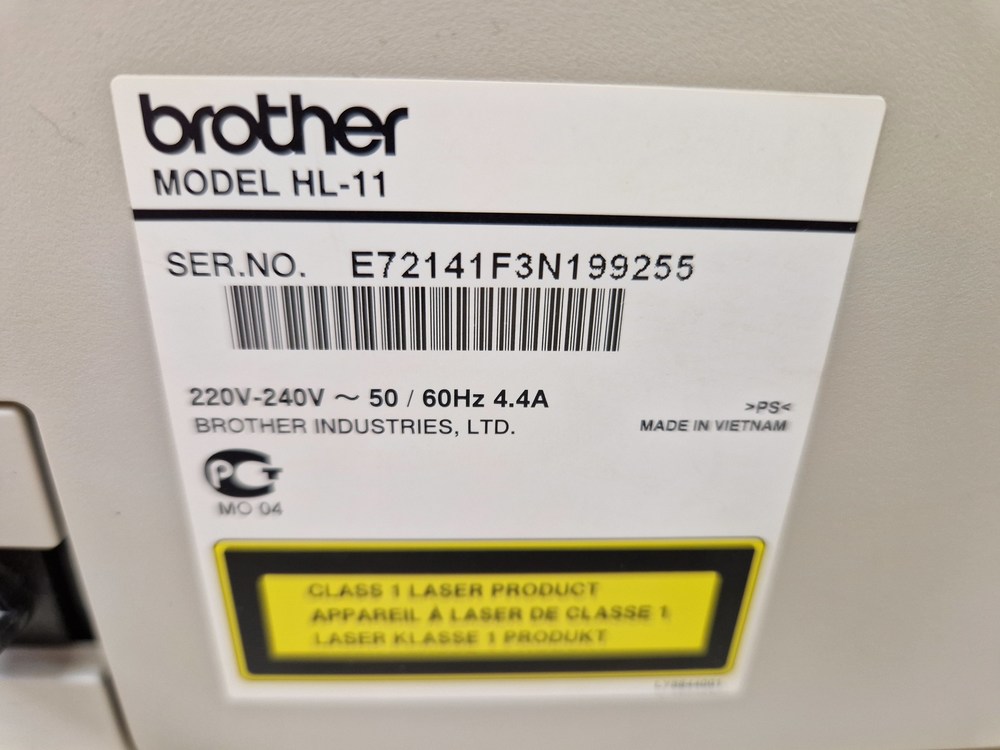 brother
MODEL HL-11
SER.NO. E72141F3N199255
220V-240V ~ 50 / 60Hz 4.4A
BROTHER INDUSTRIES, LTD.
>PS<
MADE IN VIETNAM
PCT
MO 04
CLASS 1 LASER PRODUCT
APPAREIL À LASER DE CLASSE 1
LASER KLASSE 1 PRODUKT